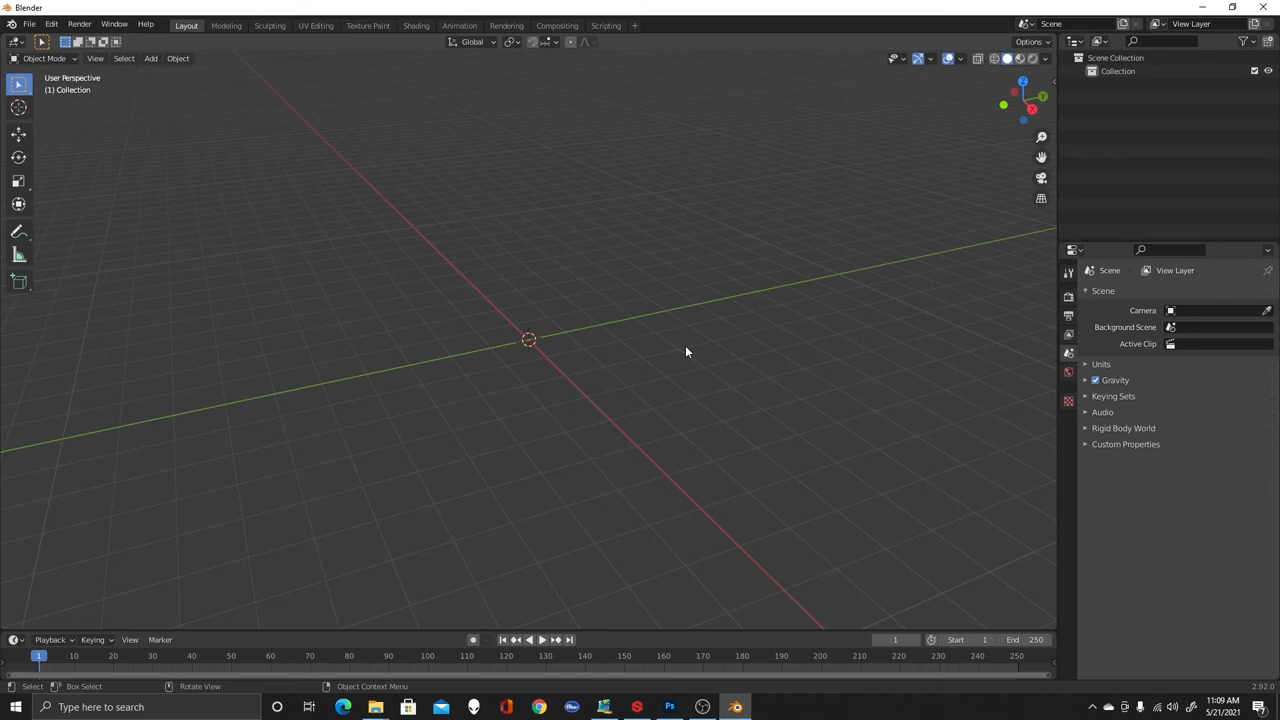 Blender
File Edit Render Window Help
Layout Modeling Sculpting UV Editing Texture Paint Shading Animation Rendering Compositing Scripting +
Scene
View Layer
Global
Options
Object Mode View Select Add Object
User Perspective
(1) Collection
Z
Y
X
Scene Collection
Collection
Scene
View Layer
Scene
Camera
Background Scene
Active Clip
Units
Gravity
Keying Sets
Audio
Rigid Body World
Custom Properties
Playback Keying View Marker
1
Start 1
End 250
1 10 20 30 40 50 60 70 80 90 100 110 120 130 140 150 160 170 180 190 200 210 220 230 240 250
Select Box Select Rotate View Object Context Menu
2.92.0
Type here to search
11:09 AM
5/21/2021